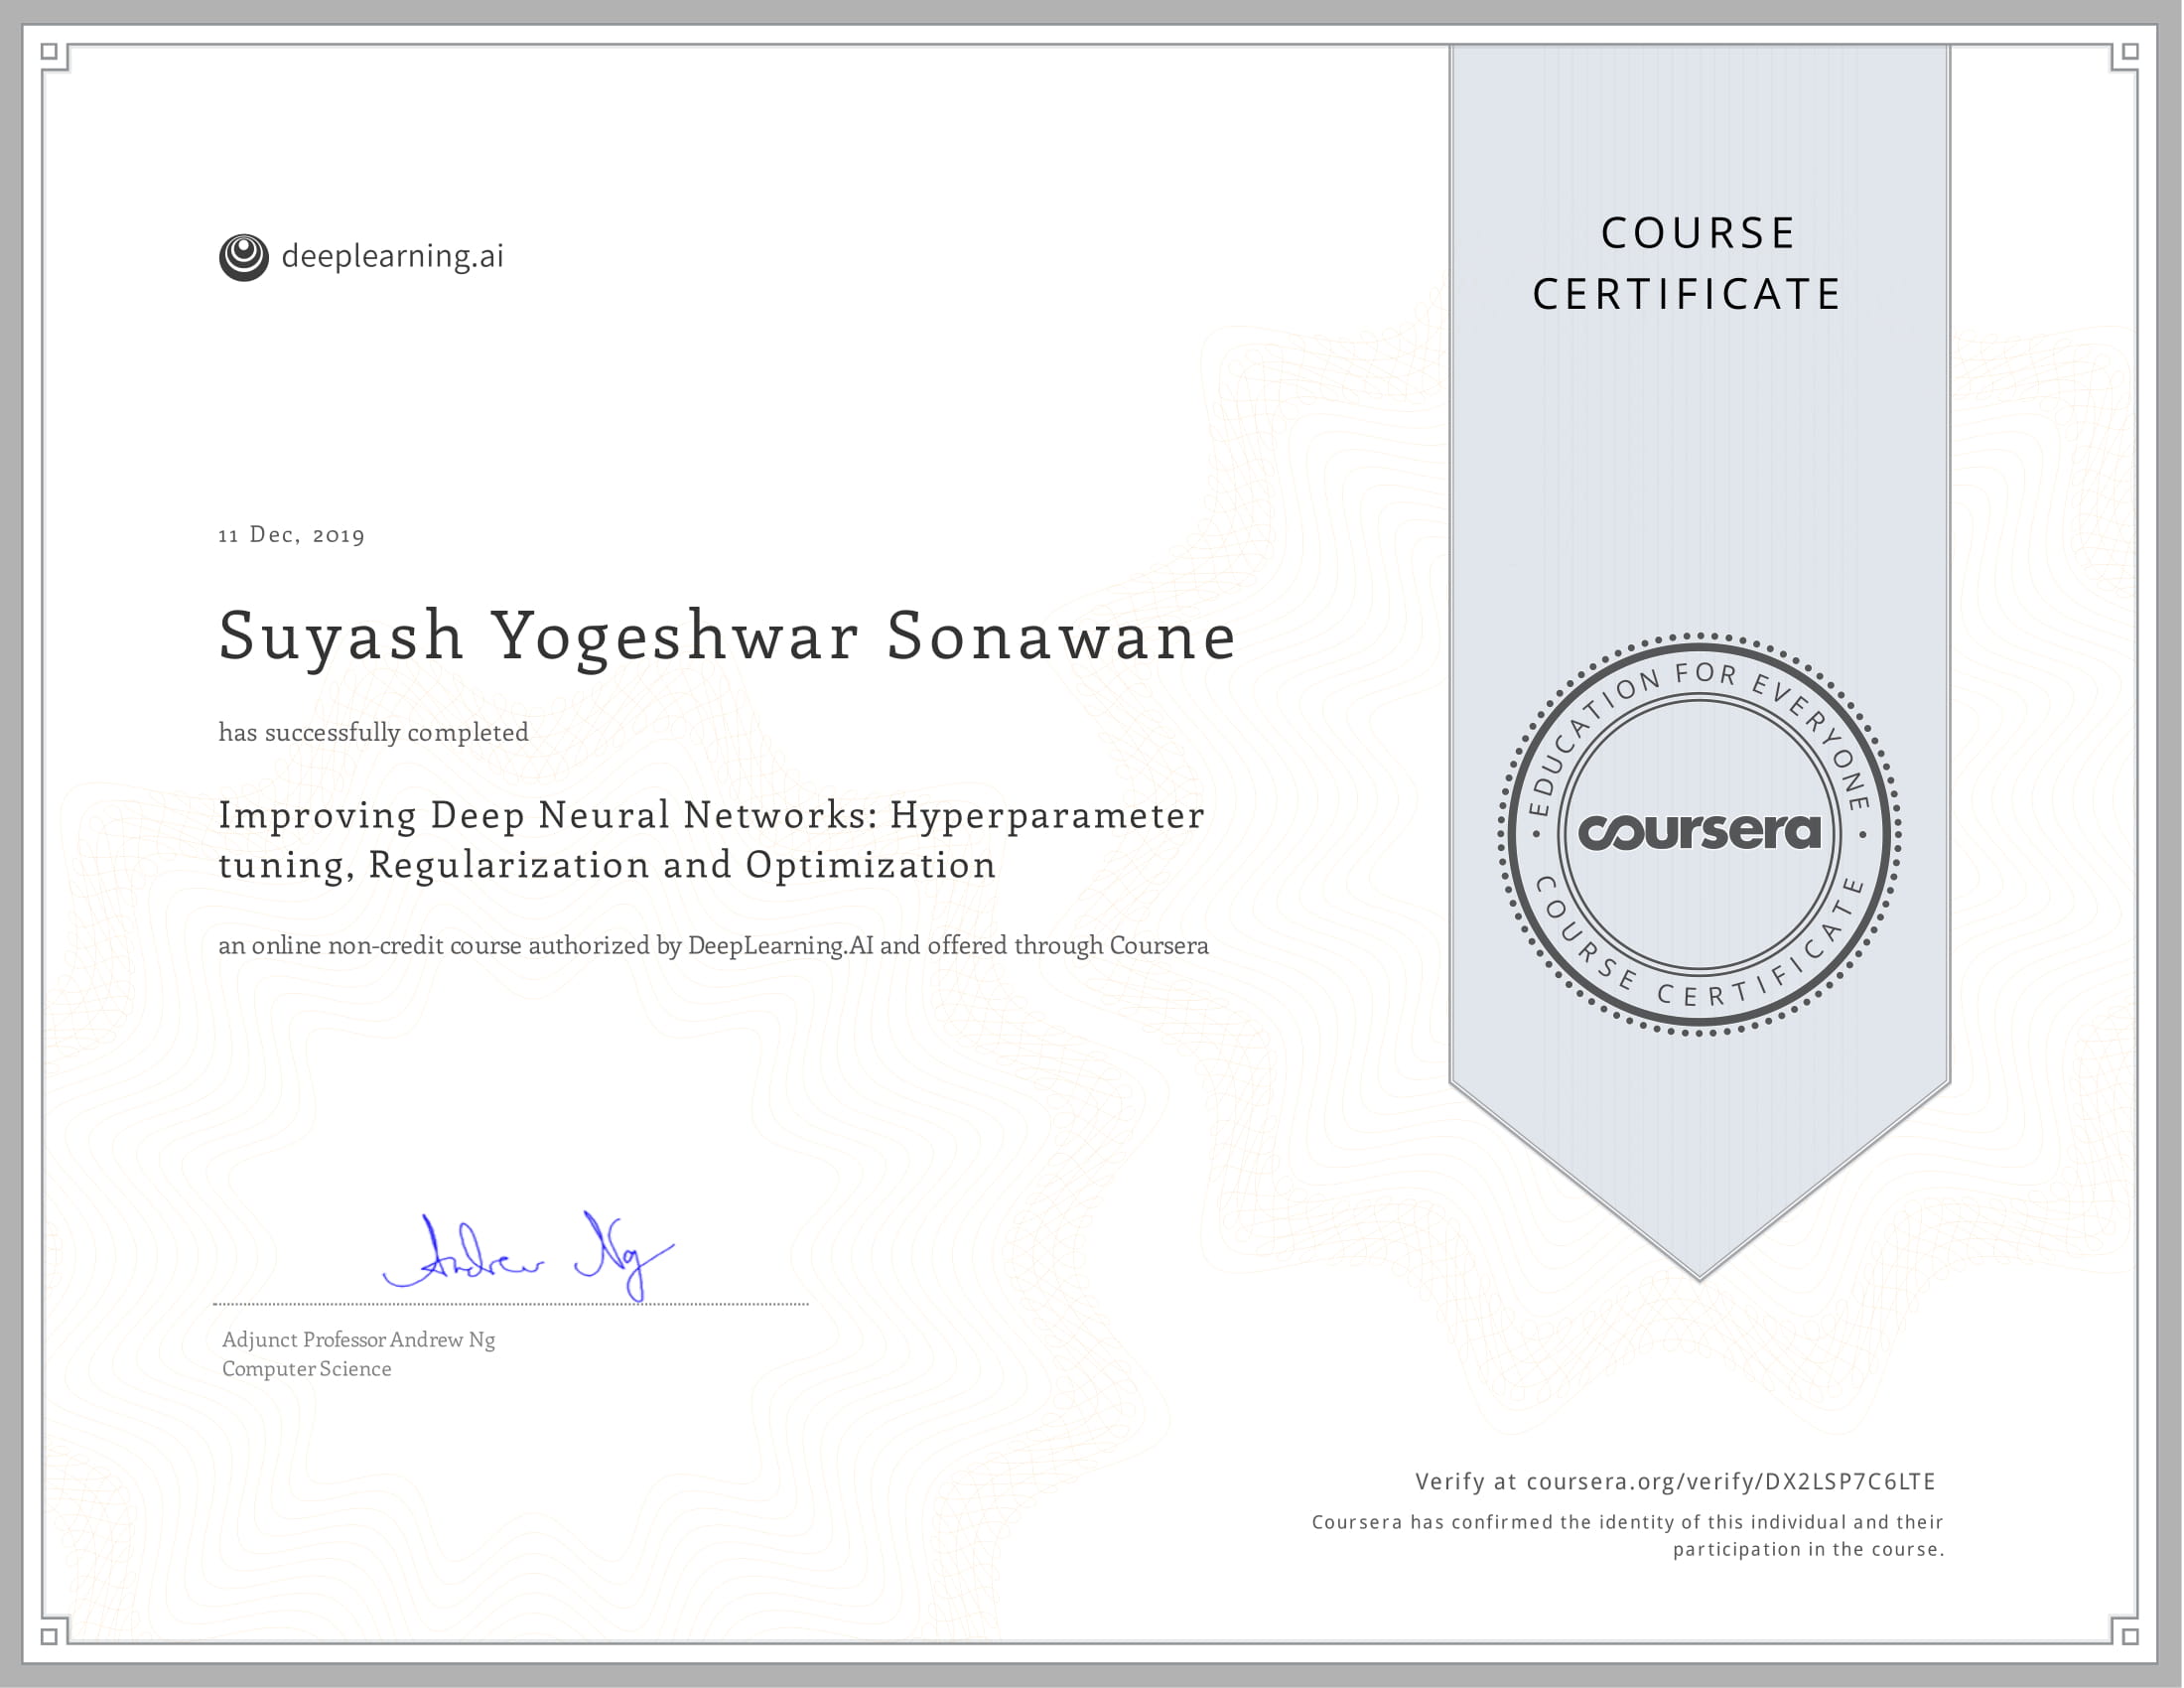 deeplearning.ai
COURSE
CERTIFICATE
11 Dec, 2019
Suyash Yogeshwar Sonawane
has successfully completed
Improving Deep Neural Networks: Hyperparameter
tuning, Regularization and Optimization
an online non-credit course authorized by DeepLearning.AI and offered through Coursera
EDUCATION FOR EVERYONE
coursera
COURSE CERTIFICATE
Andrew Ng
Adjunct Professor Andrew Ng
Computer Science
Verify at coursera.org/verify/DX2LSP7C6LTE
Coursera has confirmed the identity of this individual and their
participation in the course.